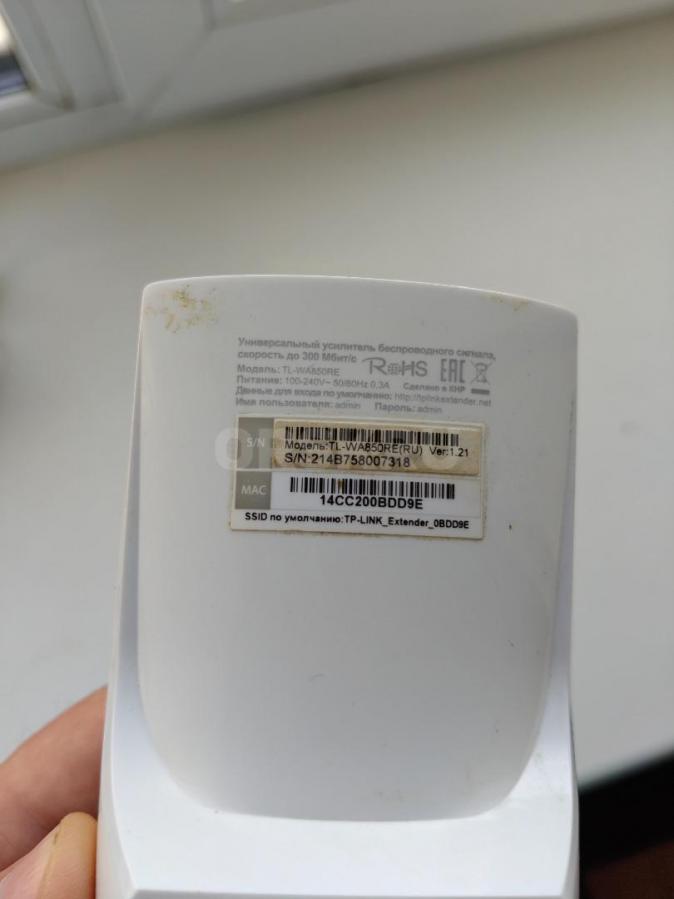 Универсальный усилитель беспроводного сигнала,
скорость до 300 Мбит/с
RoHS
EAC
Модель: TL-WA850RE
Питание: 100-240V~ 50/60Hz 0.3A
Сделано в КНР
Данные для входа по умолчанию: http://tplinkextender.net
Имя пользователя: admin Пароль: admin
S/N
Модель:TL-WA850RE(RU) Ver:1.21
S/N:214B758007318
MAC
14CC200BDD9E
SSID по умолчанию:TP-LINK_Extender_0BDD9E